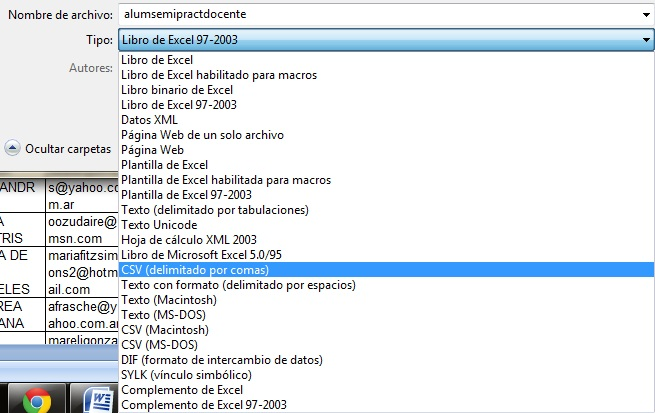 Nombre de archivo: alumsemipractdocente
Tipo: Libro de Excel 97-2003
Autores:
Libro de Excel
Libro de Excel habilitado para macros
Libro binario de Excel
Libro de Excel 97-2003
Datos XML
Página Web de un solo archivo
Página Web
Plantilla de Excel
Plantilla de Excel habilitada para macros
Plantilla de Excel 97-2003
Texto (delimitado por tabulaciones)
Texto Unicode
Hoja de cálculo XML 2003
Libro de Microsoft Excel 5.0/95
CSV (delimitado por comas)
Texto con formato (delimitado por espacios)
Texto (Macintosh)
Texto (MS-DOS)
CSV (Macintosh)
CSV (MS-DOS)
DIF (formato de intercambio de datos)
SYLK (vínculo simbólico)
Complemento de Excel
Complemento de Excel 97-2003
Ocultar carpetas
ANDR s@yahoo.co
m.ar
A oozudaire@
TRIS msn.com
A DE mariafitzsim
ons2@hotm
ELES ail.com
REA afrasche@y
ANA ahoo.com.ar
mareligonza